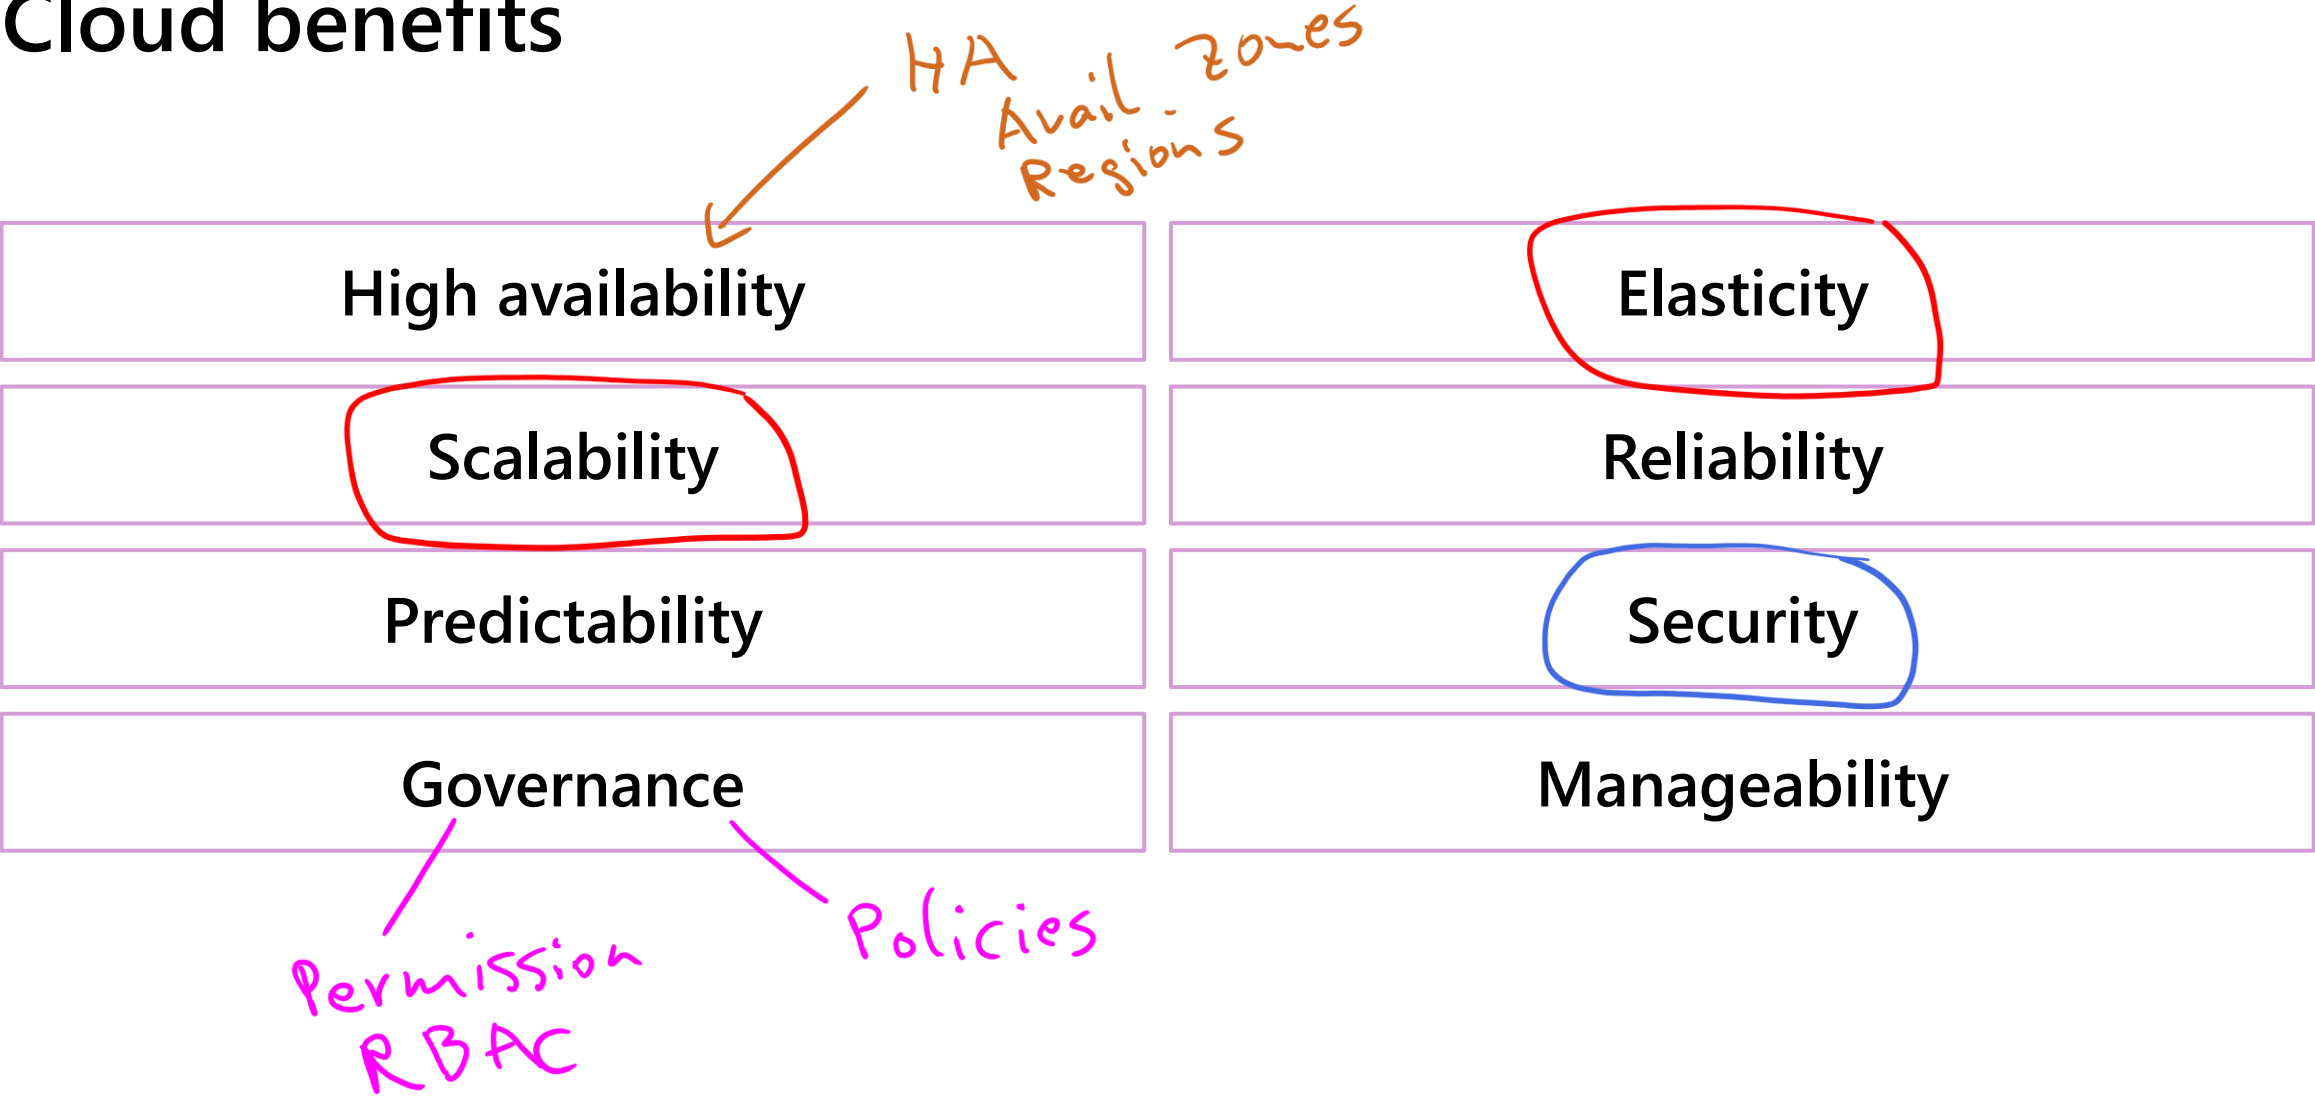 Cloud benefits
HA
Avail. Zones
Regions
High availability
Elasticity
Scalability
Reliability
Predictability
Security
Governance
Manageability
Permission
RBAC
Policies